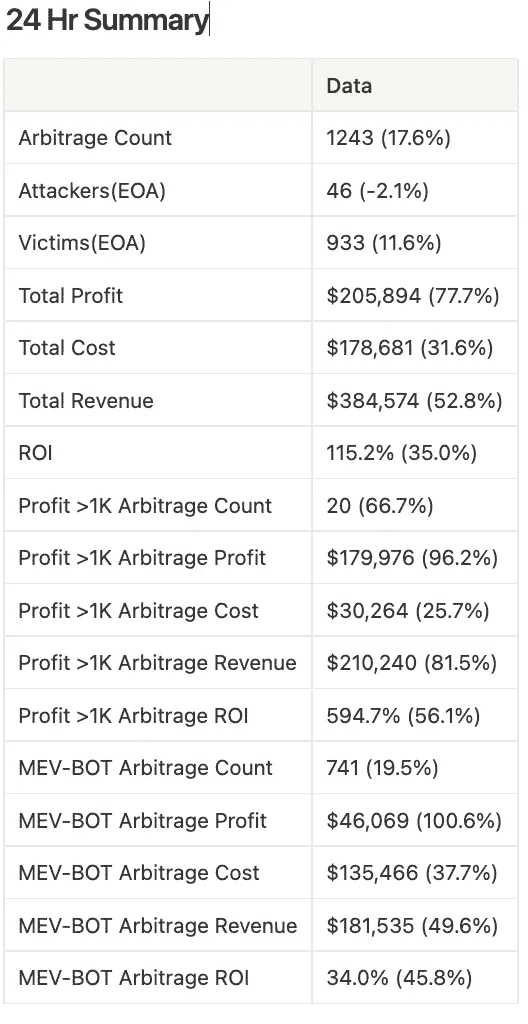 24 Hr Summary
Data
Arbitrage Count 1243 (17.6%)
Attackers(EOA) 46 (-2.1%)
Victims(EOA) 933 (11.6%)
Total Profit $205,894 (77.7%)
Total Cost $178,681 (31.6%)
Total Revenue $384,574 (52.8%)
ROI 115.2% (35.0%)
Profit >1K Arbitrage Count 20 (66.7%)
Profit >1K Arbitrage Profit $179,976 (96.2%)
Profit >1K Arbitrage Cost $30,264 (25.7%)
Profit >1K Arbitrage Revenue $210,240 (81.5%)
Profit >1K Arbitrage ROI 594.7% (56.1%)
MEV-BOT Arbitrage Count 741 (19.5%)
MEV-BOT Arbitrage Profit $46,069 (100.6%)
MEV-BOT Arbitrage Cost $135,466 (37.7%)
MEV-BOT Arbitrage Revenue $181,535 (49.6%)
MEV-BOT Arbitrage ROI 34.0% (45.8%)